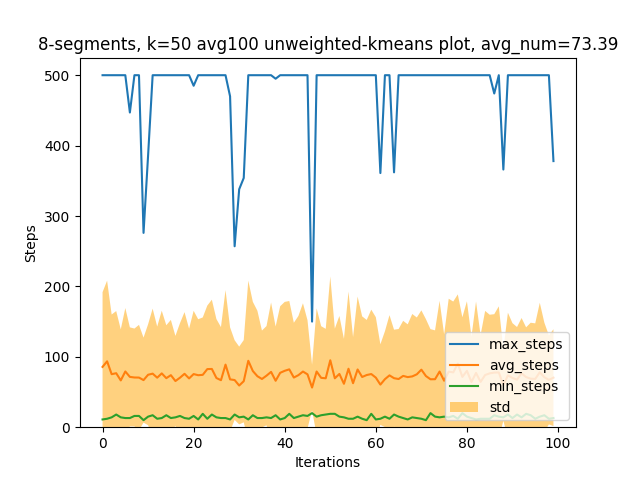 8-segments, k=50 avg100 unweighted-kmeans plot, avg_num=73.39
500
400
300
200
100
0
Steps
0
20
40
60
80
100
Iterations
max_steps
avg_steps
min_steps
std